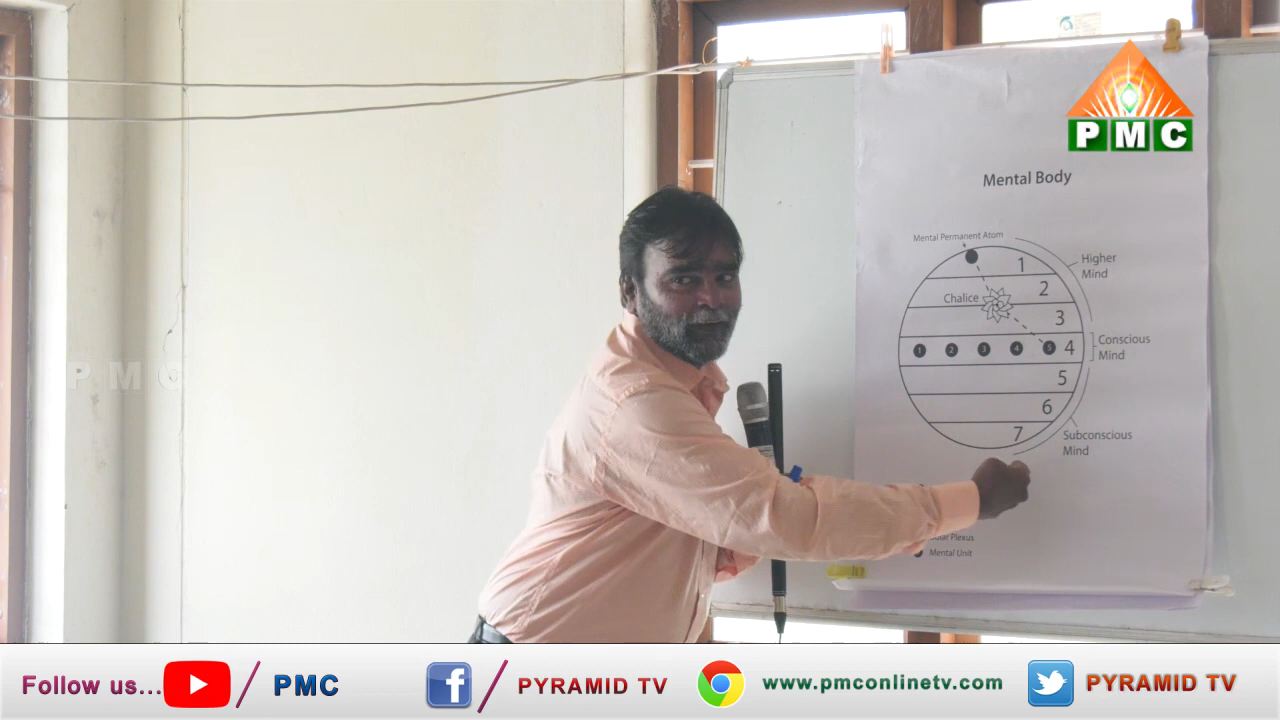 PMC
Mental Body
Mental Permanent Atom
1
Higher
Mind
2
Chalice
3
1 2 3 4 5 4
Conscious
Mind
5
6
7
Subconscious
Mind
Plexus
Mental Unit
PMC
Follow us... PMC PYRAMID TV www.pmconlinetv.com PYRAMID TV